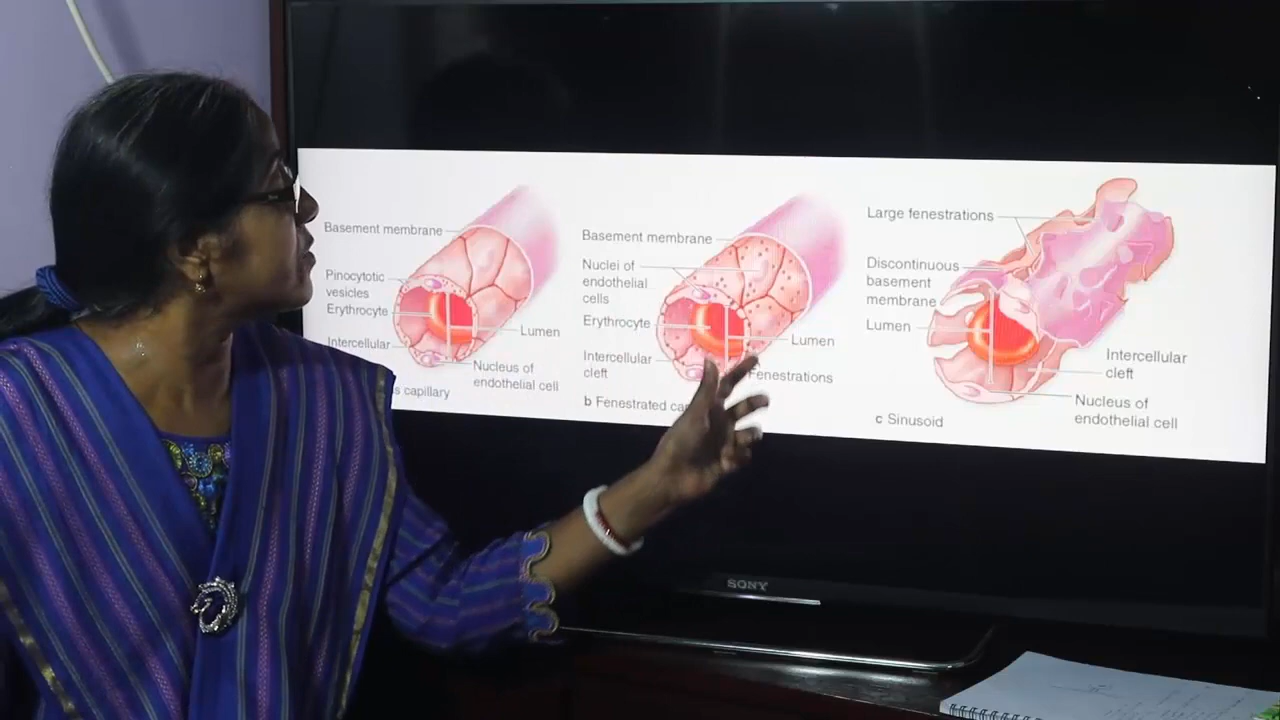 Basement membrane
Pinocytotic
vesicles
Erythrocyte
Intercellular
Lumen
Nucleus of
endothelial cell
capillary
Basement membrane
Nuclei of
endothelial
cells
Erythrocyte
Intercellular
cleft
Lumen
Fenestrations
b Fenestrated
Large fenestrations
Discontinuous
basement
membrane
Lumen
Intercellular
cleft
Nucleus of
endothelial cell
c Sinusoid
SONY